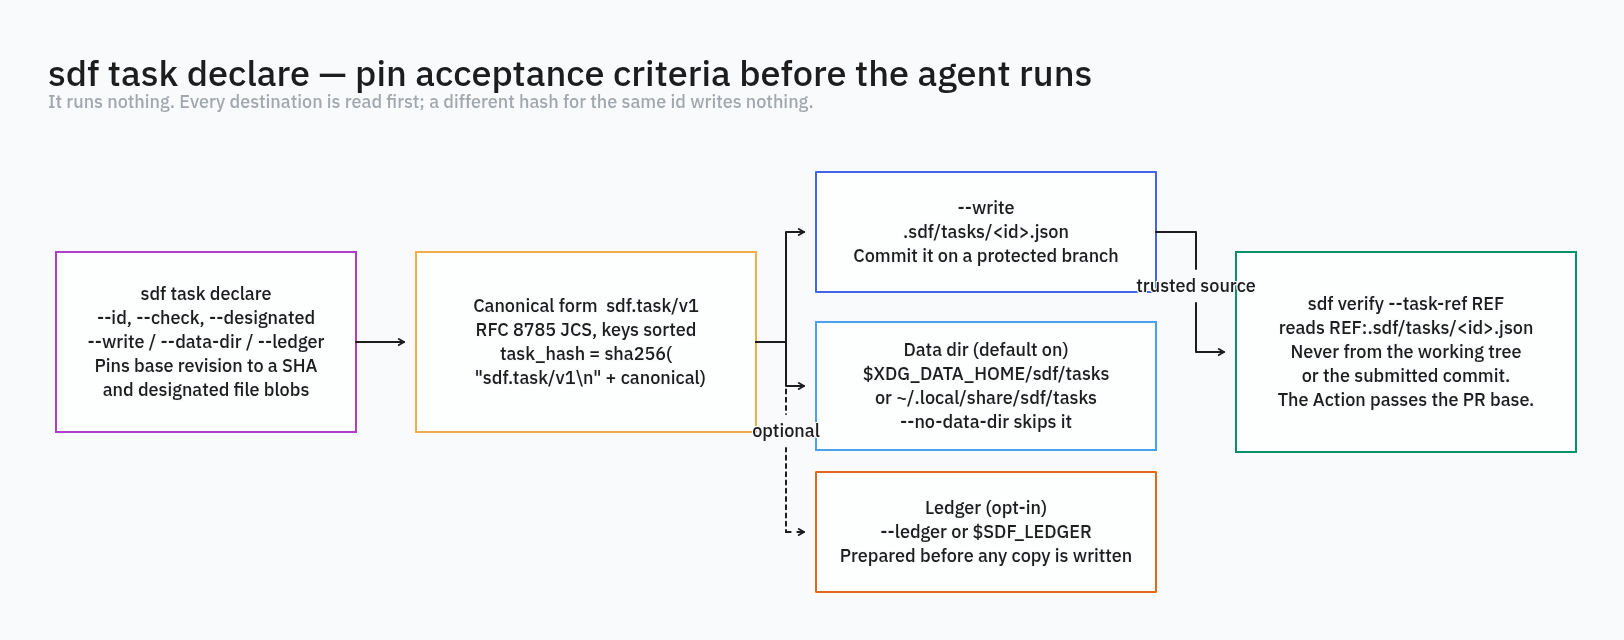 sdf task declare — pin acceptance criteria before the agent runs
It runs nothing. Every destination is read first; a different hash for the same id writes nothing.
sdf task declare
--id, --check, --designated
--write / --data-dir / --ledger
Pins base revision to a SHA
and designated file blobs
Canonical form  sdf.task/v1
RFC 8785 JCS, keys sorted
task_hash = sha256(
"sdf.task/v1\n" + canonical)
optional
--write
.sdf/tasks/<id>.json
Commit it on a protected branch
Data dir (default on)
$XDG_DATA_HOME/sdf/tasks
or ~/.local/share/sdf/tasks
--no-data-dir skips it
Ledger (opt-in)
--ledger or $SDF_LEDGER
Prepared before any copy is written
trusted source
sdf verify --task-ref REF
reads REF:.sdf/tasks/<id>.json
Never from the working tree
or the submitted commit.
The Action passes the PR base.